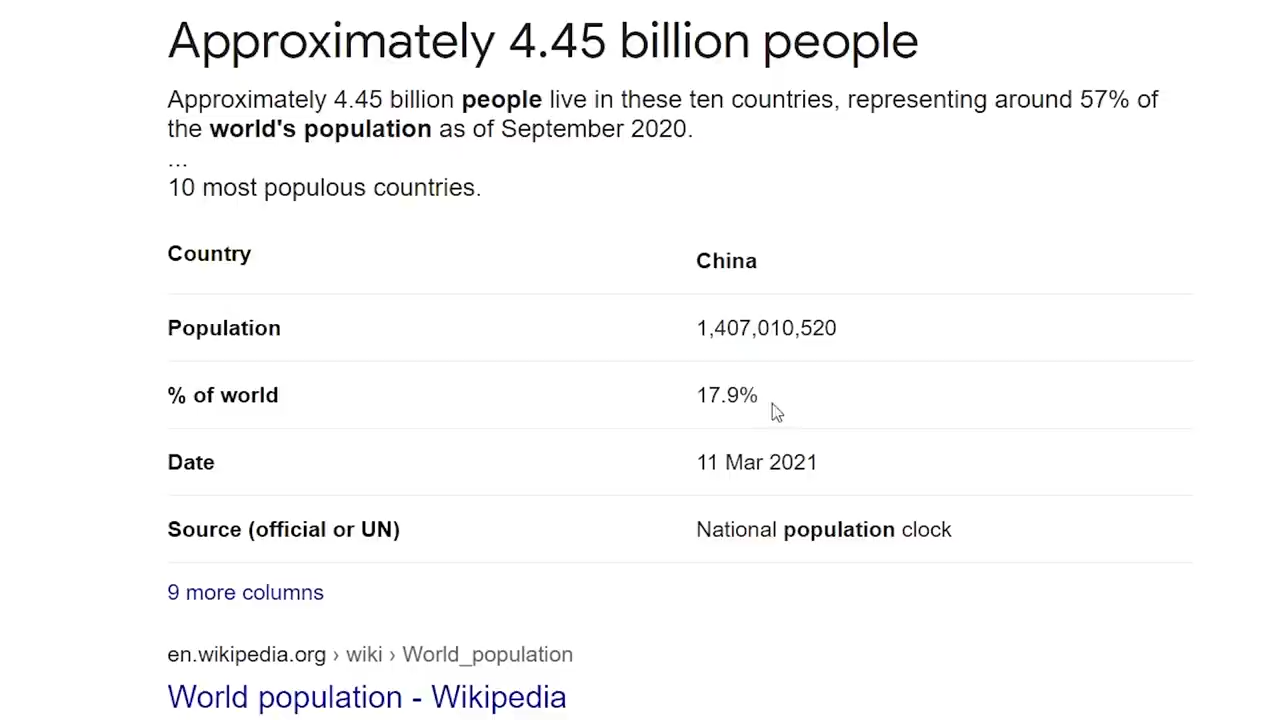 Approximately 4.45 billion people
Approximately 4.45 billion people live in these ten countries, representing around 57% of
the world's population as of September 2020.
...
10 most populous countries.
Country China
Population 1,407,010,520
% of world 17.9%
Date 11 Mar 2021
Source (official or UN) National population clock
9 more columns
en.wikipedia.org › wiki › World_population
World population - Wikipedia